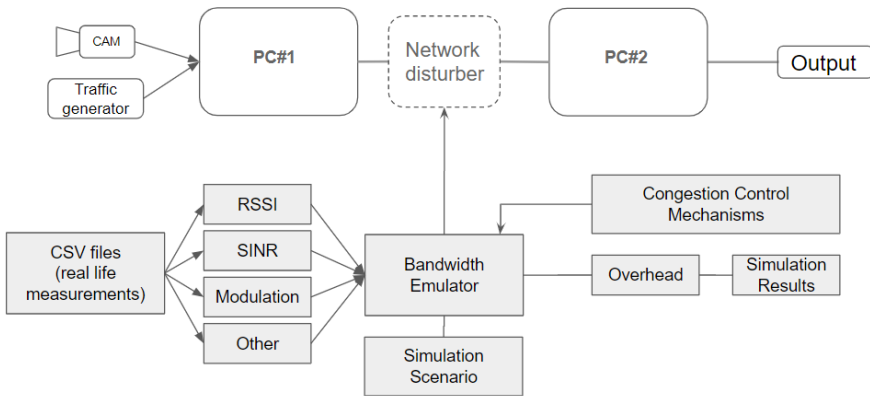 CAM
Traffic
generator
PC#1
Network
disturber
PC#2
Output
CSV files
(real life
measurements)
RSSI
SINR
Modulation
Other
Bandwidth
Emulator
Simulation
Scenario
Congestion Control
Mechanisms
Overhead
Simulation
Results